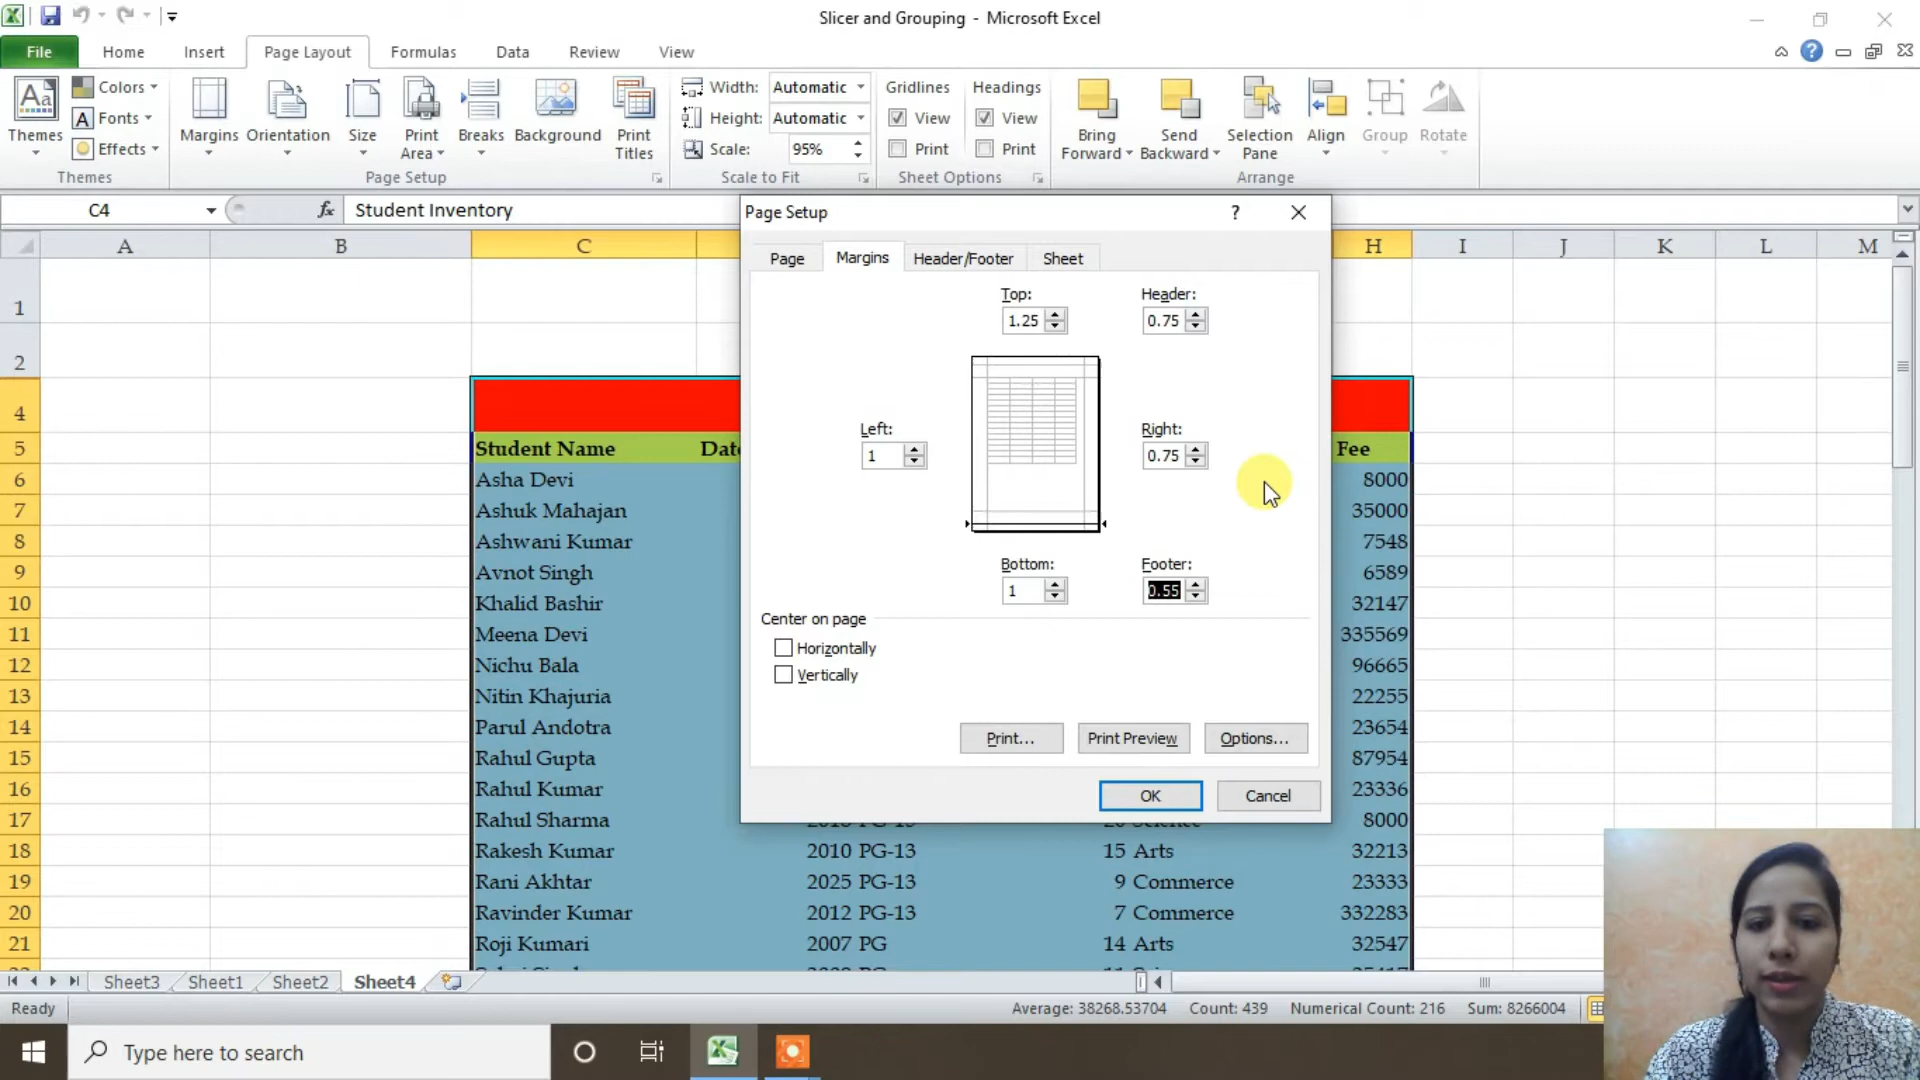 Slicer and Grouping - Microsoft Excel
File Home Insert Page Layout Formulas Data Review View
Themes
Aa
Colors
A Fonts
Effects
Themes
Margins
Orientation
Size
Print Area
Breaks
Background
Print Titles
Page Setup
Width: Automatic
Height: Automatic
Scale: 95%
Scale to Fit
Gridlines
View
Print
Headings
View
Print
Sheet Options
Bring Forward
Send Backward
Selection Pane
Align
Group
Rotate
Arrange
C4 fx Student Inventory
A B C H I J K L M
1
2
4
5 Student Name Date Fee
6 Asha Devi 8000
7 Ashuk Mahajan 35000
8 Ashwani Kumar 7548
9 Avnot Singh 6589
10 Khalid Bashir 32147
11 Meena Devi 335569
12 Nichu Bala 96665
13 Nitin Khajuria 22255
14 Parul Andotra 23654
15 Rahul Gupta 87954
16 Rahul Kumar 23336
17 Rahul Sharma 8000
18 Rakesh Kumar 2010 PG-13 15 Arts 32213
19 Rani Akhtar 2025 PG-13 9 Commerce 23333
20 Ravinder Kumar 2012 PG-13 7 Commerce 332283
21 Roji Kumari 2007 PG 14 Arts 32547
Page Setup ?
Page Margins Header/Footer Sheet
Top: Header:
1.25 0.75
Left: Right:
1 0.75
Bottom: Footer:
1 0.55
Center on page
Horizontally
Vertically
Print... Print Preview Options...
OK Cancel
Sheet3 Sheet1 Sheet2 Sheet4
Ready Average: 38268.53704 Count: 439 Numerical Count: 216 Sum: 8266004
Type here to search